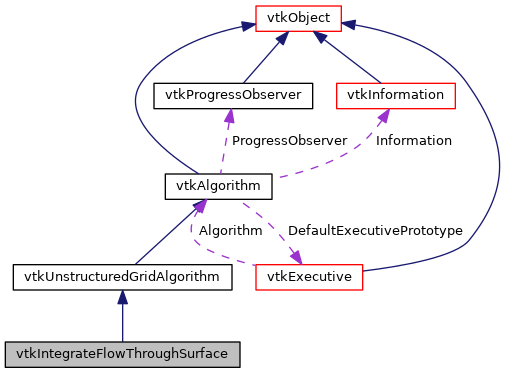 vtkObject
vtkProgressObserver
vtkInformation
ProgressObserver
Information
vtkAlgorithm
Algorithm
DefaultExecutivePrototype
vtkUnstructuredGridAlgorithm
vtkExecutive
vtkIntegrateFlowThroughSurface